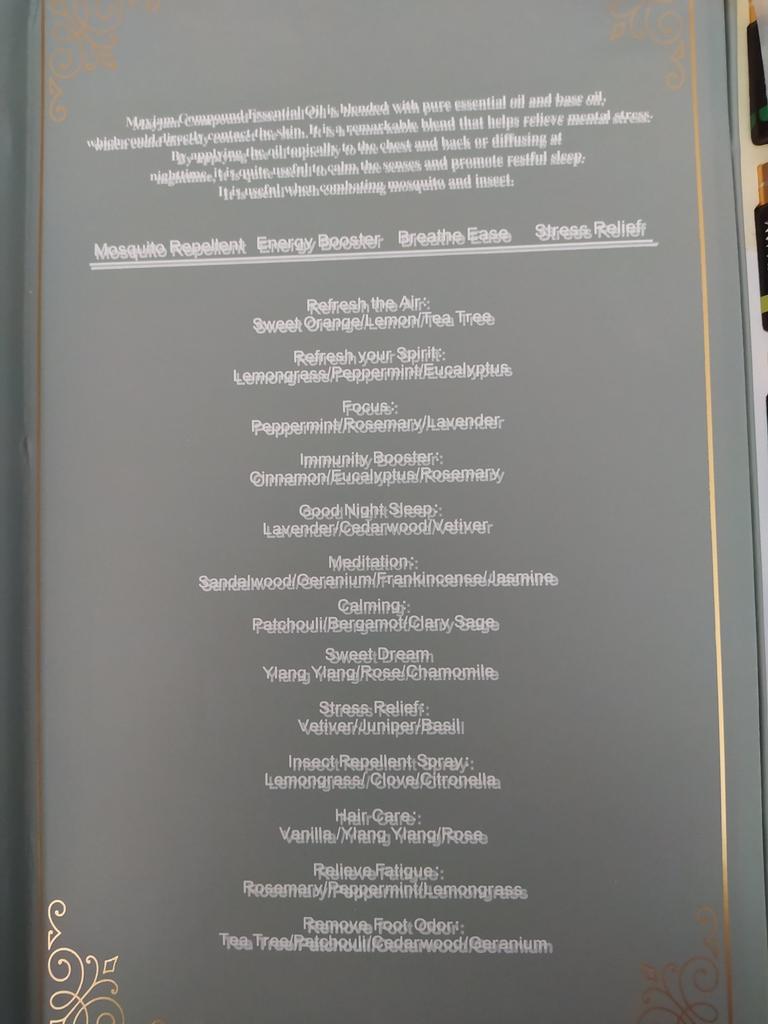 Maxjam Compound Essential Oil is blended with pure essential oil and base oil,
which could directly contact the skin. It is a remarkable blend that helps relieve mental stress.
By applying the oil topically to the chest and back or diffusing at
nighttime, it is quite useful to calm the senses and promote restful sleep.
It is useful when combating mosquito and insect.
Mosquito Repellent Energy Booster Breathe Ease Stress Relief
Refresh the Air:
Sweet Orange/Lemon/Tea Tree
Refresh your Spirit:
Lemongrass/Peppermint/Eucalyptus
Focus:
Peppermint/Rosemary/Lavender
Immunity Booster:
Cinnamon/Eucalyptus/Rosemary
Good Night Sleep:
Lavender/Cedarwood/Vetiver
Meditation:
Sandalwood/Geranium/Frankincense/Jasmine
Calming:
Patchouli/Bergamot/Clary Sage
Sweet Dream
Ylang Ylang/Rose/Chamomile
Stress Relief:
Vetiver/Juniper/Basil
Insect Repellent Spray:
Lemongrass/ Clove/Citronella
Hair Care:
Vanilla /Ylang Ylang/Rose
Relieve Fatigue:
Rosemary/Peppermint/Lemongrass
Remove Foot Odor:
Tea Tree/Patchouli/Cedarwood/Geranium